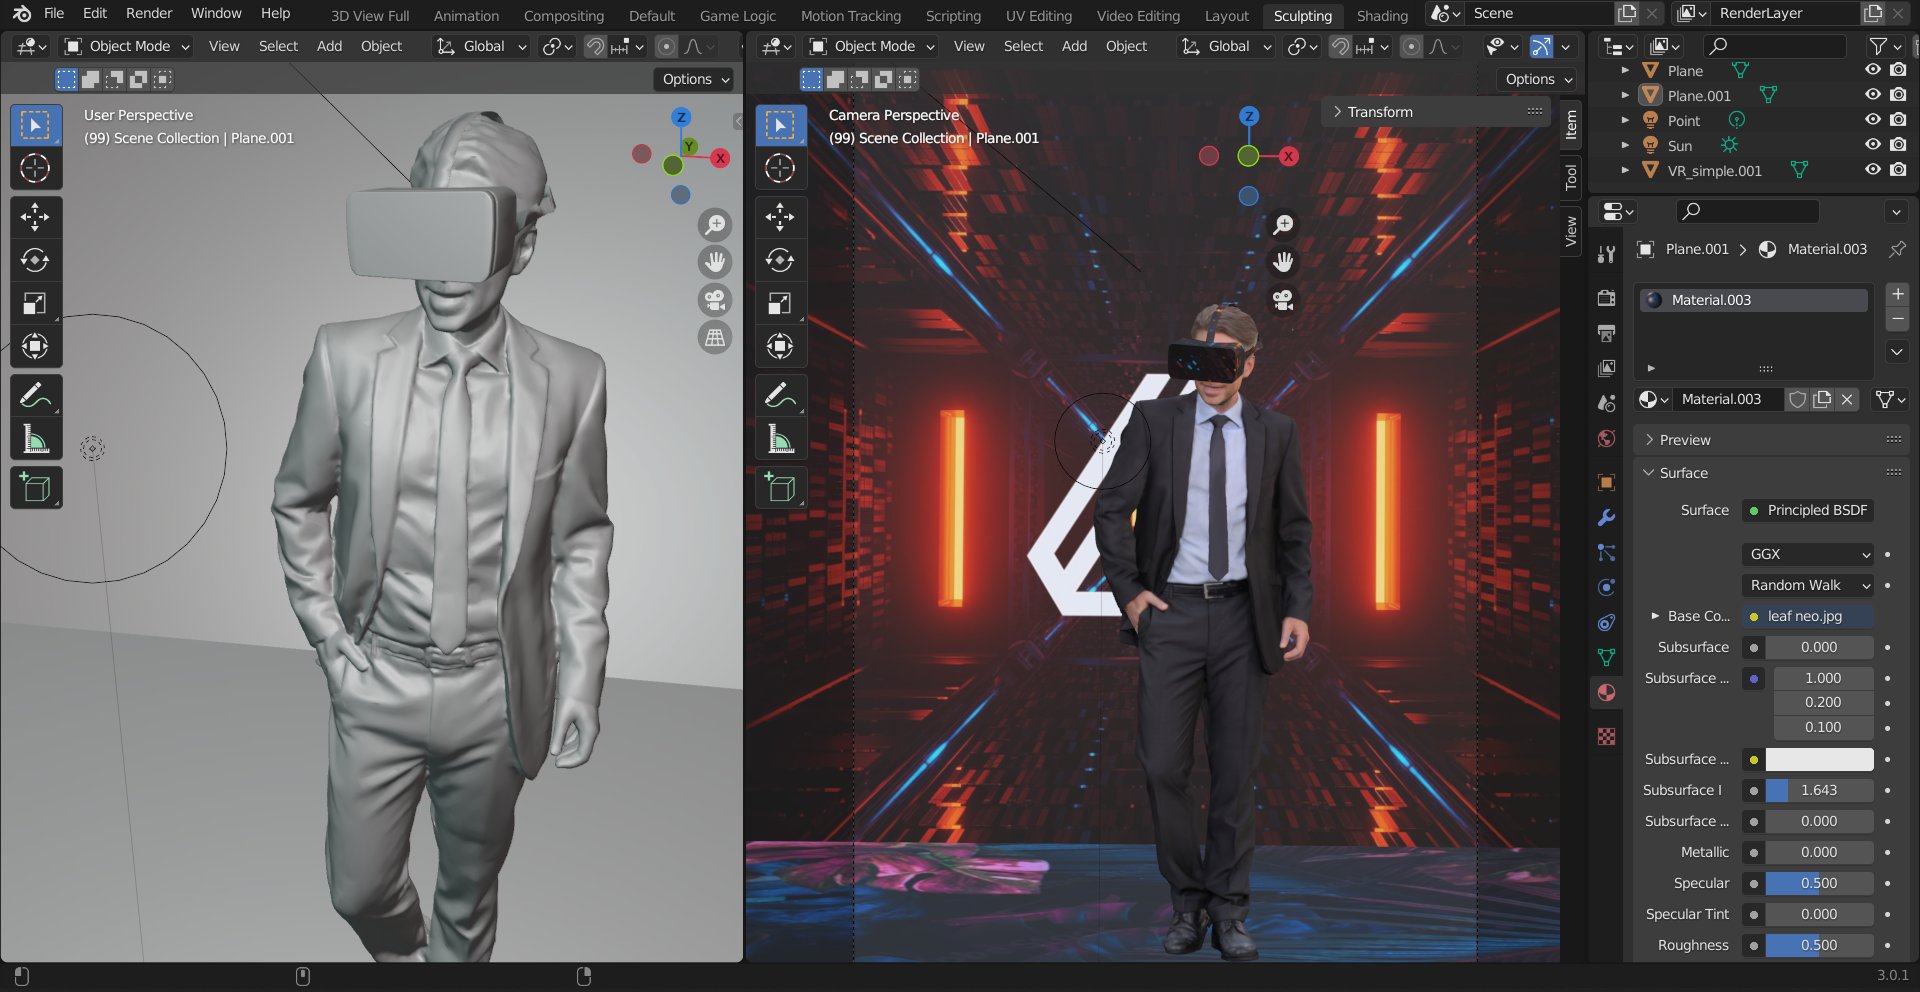 File Edit Render Window Help 3D View Full Animation Compositing Default Game Logic Motion Tracking Scripting UV Editing Video Editing Layout Sculpting Shading Scene RenderLayer
Object Mode View Select Add Object Global
Options
User Perspective
(99) Scene Collection | Plane.001
Z
Y
X
Object Mode View Select Add Object Global
Options
Camera Perspective
(99) Scene Collection | Plane.001
Z
X
Transform
Item
Tool
View
Plane
Plane.001
Point
Sun
VR_simple.001
Plane.001 Material.003
Material.003
Material.003
Preview
Surface
Surface Principled BSDF
GGX
Random Walk
Base Co... leaf neo.jpg
Subsurface 0.000
Subsurface ... 1.000
0.200
0.100
Subsurface ...
Subsurface I 1.643
Subsurface ... 0.000
Metallic 0.000
Specular 0.500
Specular Tint 0.000
Roughness 0.500
3.0.1